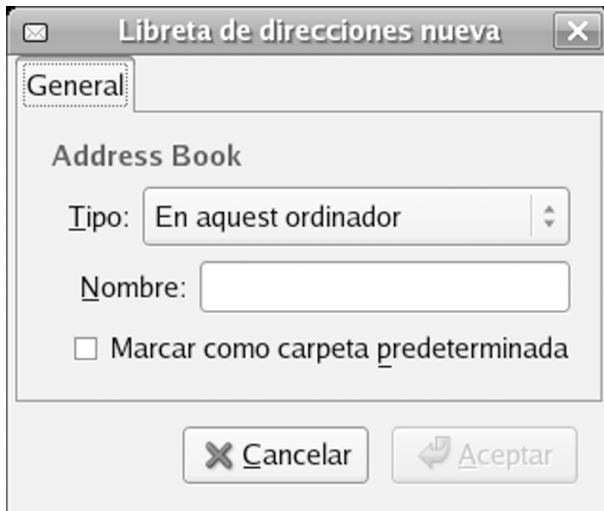 Libreta de direcciones nueva
General
Address Book
Tipo: En aquest ordinador
Nombre:
Marcar como carpeta predeterminada
Cancelar Aceptar